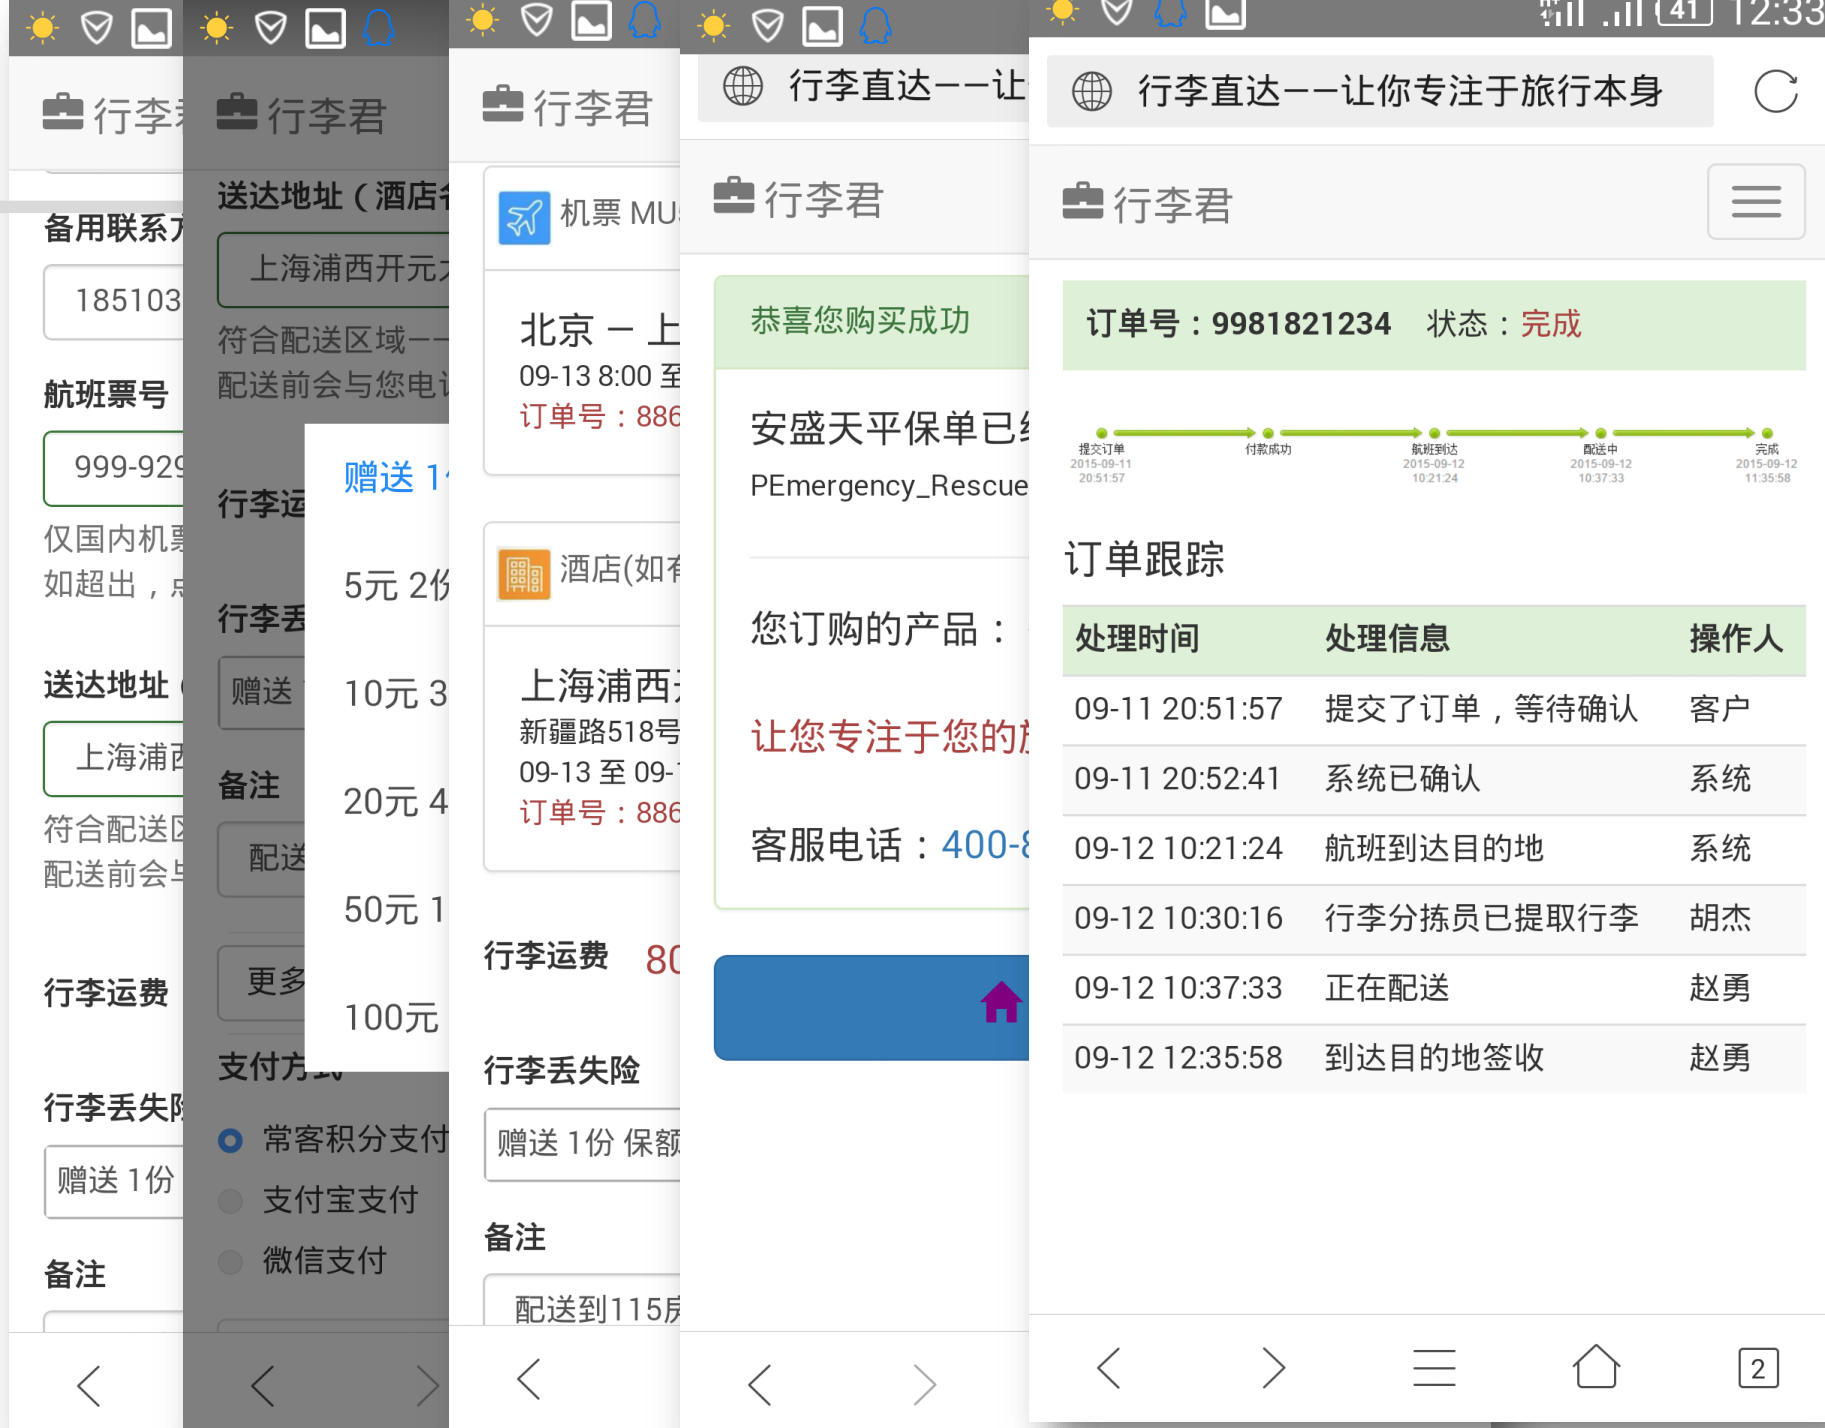 行李
备用联系方
185103
航班票号
999-929
仅国内机票
如超出，点
送达地址
上海浦西
符合配送区
配送前会与
行李运费
行李丢失险
赠送 1份
备注
行李君
送达地址（酒店名
上海浦西开元大
符合配送区域——
配送前会与您电话
行李运
行李丢
赠送
备注
配送
更多
支付方式
常客积分支付
支付宝支付
微信支付
赠送 1份
5元 2份
10元 3
20元 4
50元 1
100元
行李君
机票 MU5
北京 — 上
09-13 8:00 至
订单号：886
酒店(如有
上海浦西开
新疆路518号
09-13 至 09-1
订单号：886
行李运费 80
行李丢失险
赠送 1份 保额
备注
配送到115房
行李直达——让
行李君
恭喜您购买成功
安盛天平保单已经
PEmergency_Rescue
您订购的产品：
让您专注于您的旅
客服电话：400-8
41 12:33
行李直达——让你专注于旅行本身
行李君
订单号：9981821234 状态：完成
提交订单 付款成功 航班到达 配送中 完成
2015-09-11 2015-09-12 2015-09-12 2015-09-12
20:51:57 10:21:24 10:37:33 11:35:58
订单跟踪
处理时间 处理信息 操作人
09-11 20:51:57 提交了订单，等待确认 客户
09-11 20:52:41 系统已确认 系统
09-12 10:21:24 航班到达目的地 系统
09-12 10:30:16 行李分拣员已提取行李 胡杰
09-12 10:37:33 正在配送 赵勇
09-12 12:35:58 到达目的地签收 赵勇
2